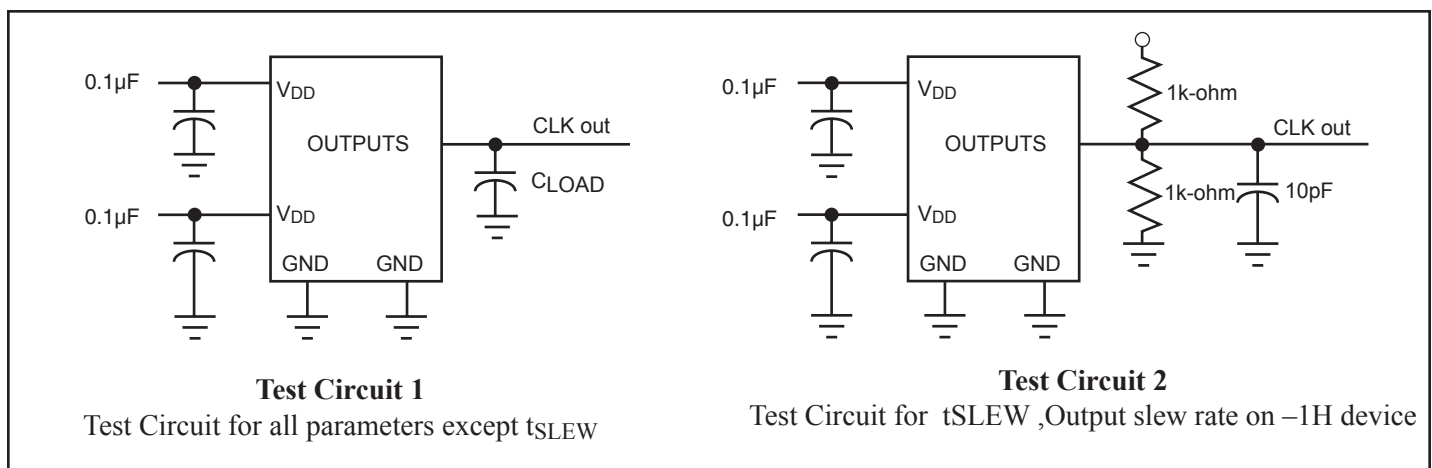 0.1µF
VDD
OUTPUTS
CLK out
CLOAD
0.1µF
VDD
GND GND
Test Circuit 1
Test Circuit for all parameters except tSLEW
0.1µF
VDD
1k-ohm
OUTPUTS
CLK out
1k-ohm
10pF
0.1µF
VDD
GND GND
Test Circuit 2
Test Circuit for tSLEW ,Output slew rate on –1H device